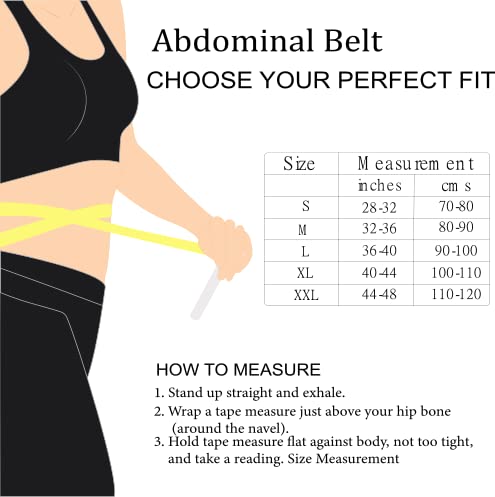 Abdominal Belt
CHOOSE YOUR PERFECT FIT
Size Measurement
inches cms
S 28-32 70-80
M 32-36 80-90
L 36-40 90-100
XL 40-44 100-110
XXL 44-48 110-120
HOW TO MEASURE
1. Stand up straight and exhale.
2. Wrap a tape measure just above your hip bone
(around the navel).
3. Hold tape measure flat against body, not too tight,
and take a reading. Size Measurement